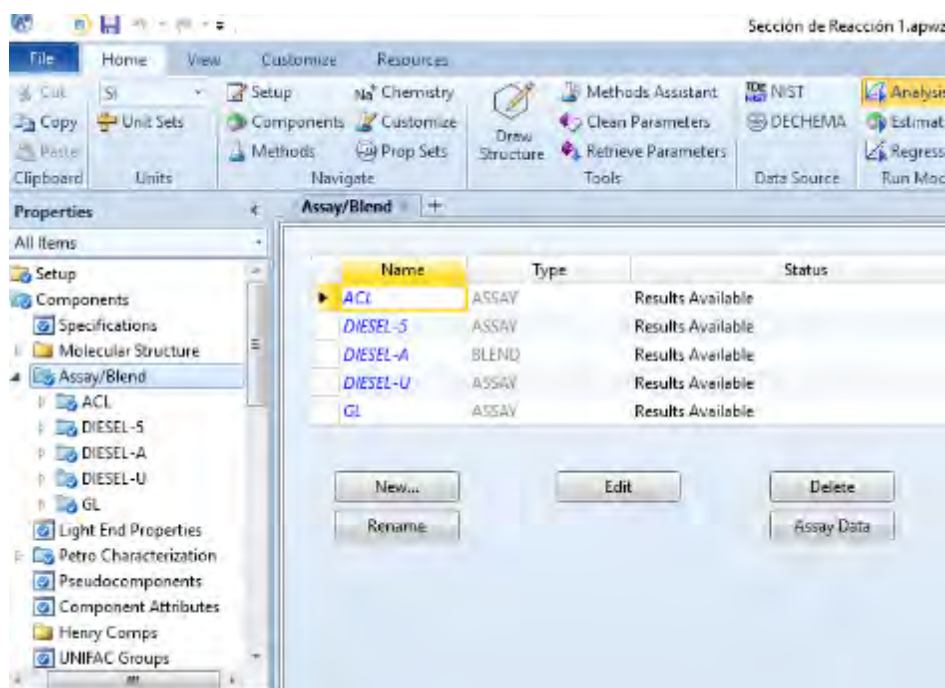 Sección de Reacción 1.apwz
File Home View Customize Resources
Cut SI Setup Na⁺ Chemistry Methods Assistant NIST Analysis
Copy Unit Sets Components Customize Clean Parameters DECHEMA Estimat
Paste Methods Prop Sets Draw Structure Retrieve Parameters Regress
Clipboard Units Navigate Tools Data Source Run Mod
Properties < Assay/Blend +
All Items
Name Type Status
Setup
Components
Specifications
Molecular Structure
Assay/Blend
ACL
DIESEL-5
DIESEL-A
DIESEL-U
GL
Light End Properties
Petro Characterization
Pseudocomponents
Component Attributes
Henry Comps
UNIFAC Groups
ACL ASSAY Results Available
DIESEL-5 ASSAY Results Available
DIESEL-A BLEND Results Available
DIESEL-U ASSAY Results Available
GL ASSAY Results Available
New... Edit Delete
Rename Assay Data